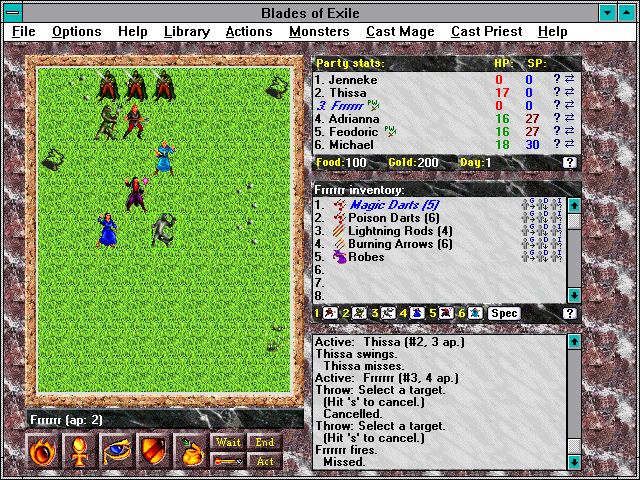 Blades of Exile
File Options Help Library Actions Monsters Cast Mage Cast Priest Help
Party stats: HP: SP:
1. Jenneke 0 0 ?
2. Thissa 17 0 ?
3. Frrrrrr 0 0 ?
4. Adrianna 16 27 ?
5. Feodoric 16 27 ?
6. Michael 18 30 ?
Food:100 Gold:200 Day:1 ?
Frrrrrr inventory:
1. Magic Darts (5) G D I
2. Poison Darts (6) G D I
3. Lightning Rods (4) G D I
4. Burning Arrows (6) G D I
5. Robes G D I
6.
7.
8.
1 2 3 4 5 6 Spec ?
Active: Thissa (#2, 3 ap.)
Thissa swings.
Thissa misses.
Active: Frrrrrr (#3, 4 ap.)
Throw: Select a target.
(Hit 's' to cancel.)
Cancelled.
Throw: Select a target.
(Hit 's' to cancel.)
Frrrrrr fires.
Missed.
Frrrrrr (ap: 2)
Wait End
Act